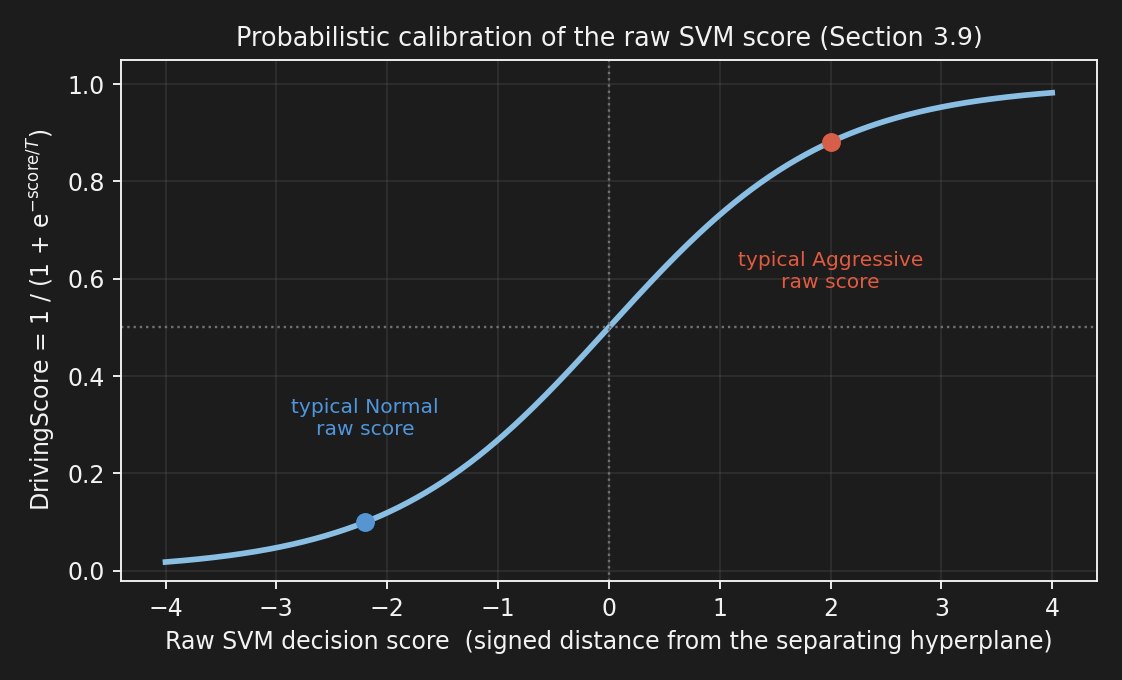 Probabilistic calibration of the raw SVM score (Section 3.9)
DrivingScore = 1 / (1 + e^−score/T)
1.0
0.8
0.6
0.4
0.2
0.0
typical Aggressive
raw score
typical Normal
raw score
−4 −3 −2 −1 0 1 2 3 4
Raw SVM decision score (signed distance from the separating hyperplane)